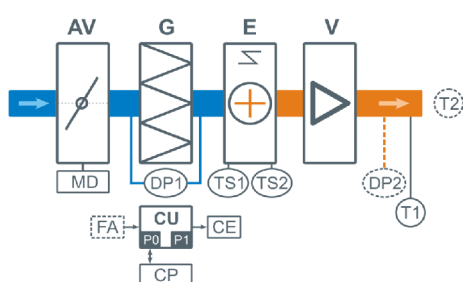 AV G E V
T2
MD DP1 TS1 TS2 DP2
T1
FA CU CE
P0 P1
CP